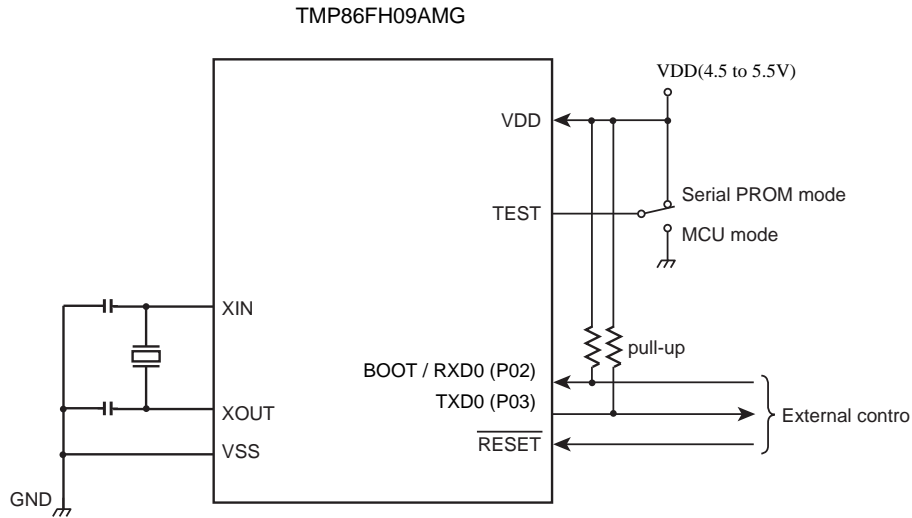 TMP86FH09AMG
VDD(4.5 to 5.5V)
VDD
Serial PROM mode
TEST
MCU mode
XIN
pull-up
BOOT / RXD0 (P02)
TXD0 (P03)
XOUT
External contro
RESET
VSS
GND